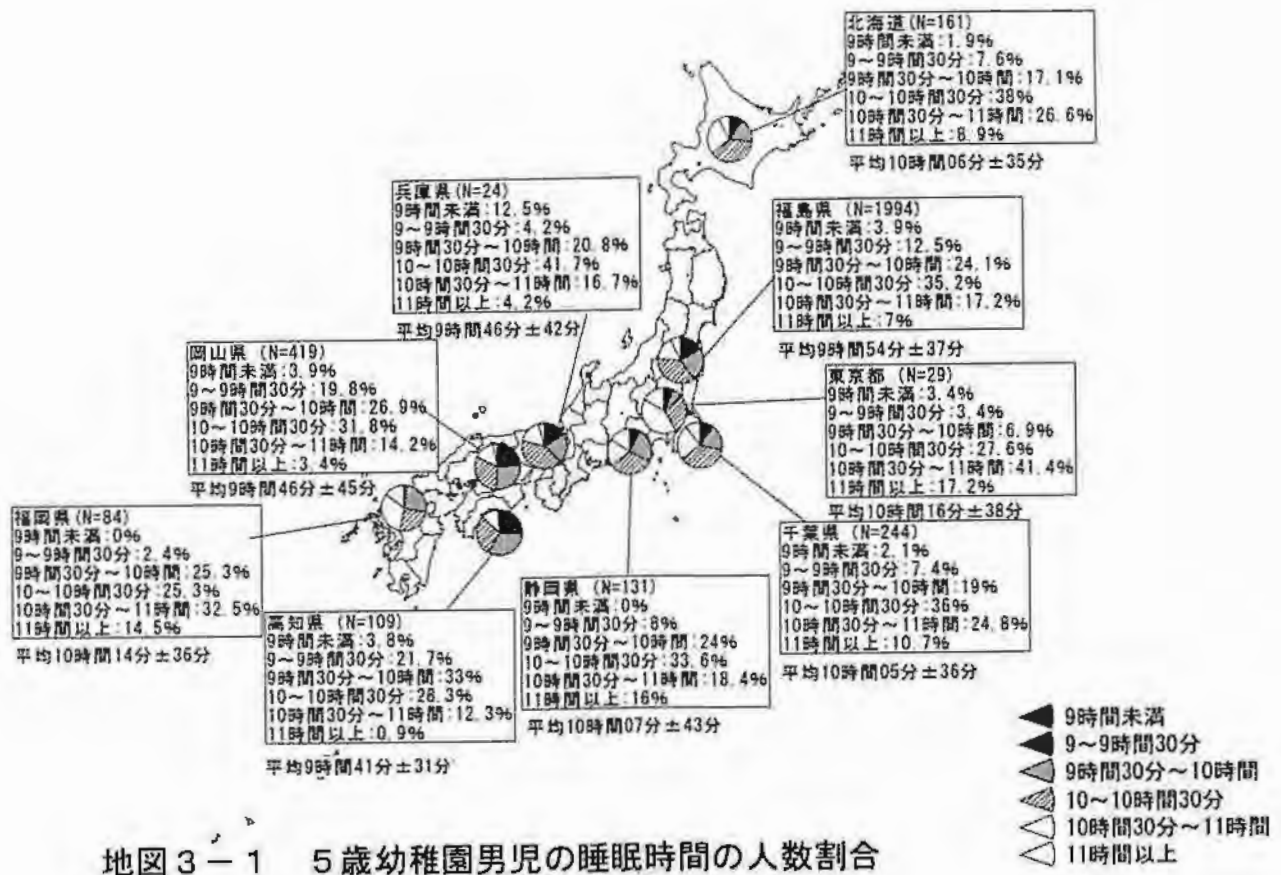 北海道(N=161)
9時間未満:1.9%
9～9時間30分:7.6%
9時間30分～10時間:17.1%
10～10時間30分:38%
10時間30分～11時間:26.6%
11時間以上:8.9%
平均10時間06分±35分
兵庫県(N=24)
9時間未満:12.5%
9～9時間30分:4.2%
9時間30分～10時間:20.8%
10～10時間30分:41.7%
10時間30分～11時間:16.7%
11時間以上:4.2%
平均9時間46分±42分
福島県 (N=1994)
9時間未満:3.9%
9～9時間30分:12.5%
9時間30分～10時間:24.1%
10～10時間30分:35.2%
10時間30分～11時間:17.2%
11時間以上:7%
平均9時間54分±37分
岡山県 (N=419)
9時間未満:3.9%
9～9時間30分:19.8%
9時間30分～10時間:26.9%
10～10時間30分:31.8%
10時間30分～11時間:14.2%
11時間以上:3.4%
平均9時間46分±45分
東京都 (N=29)
9時間未満:3.4%
9～9時間30分:3.4%
9時間30分～10時間:6.9%
10～10時間30分:27.6%
10時間30分～11時間:41.4%
11時間以上:17.2%
平均10時間16分±38分
福岡県(N=84)
9時間未満:0%
9～9時間30分:2.4%
9時間30分～10時間:25.3%
10～10時間30分:25.3%
10時間30分～11時間:32.5%
11時間以上:14.5%
平均10時間14分±36分
千葉県 (N=244)
9時間未満:2.1%
9～9時間30分:7.4%
9時間30分～10時間:19%
10～10時間30分:36%
10時間30分～11時間:24.8%
11時間以上:10.7%
平均10時間05分±36分
静岡県 (N=131)
9時間未満:0%
9～9時間30分:8%
9時間30分～10時間:24%
10～10時間30分:33.6%
10時間30分～11時間:18.4%
11時間以上:16%
平均10時間07分±43分
高知県 (N=109)
9時間未満:3.8%
9～9時間30分:21.7%
9時間30分～10時間:33%
10～10時間30分:28.3%
10時間30分～11時間:12.3%
11時間以上:0.9%
平均9時間41分±31分
9時間未満
9～9時間30分
9時間30分～10時間
10～10時間30分
10時間30分～11時間
11時間以上
地図3－1 5歳幼稚園男児の睡眠時間の人数割合